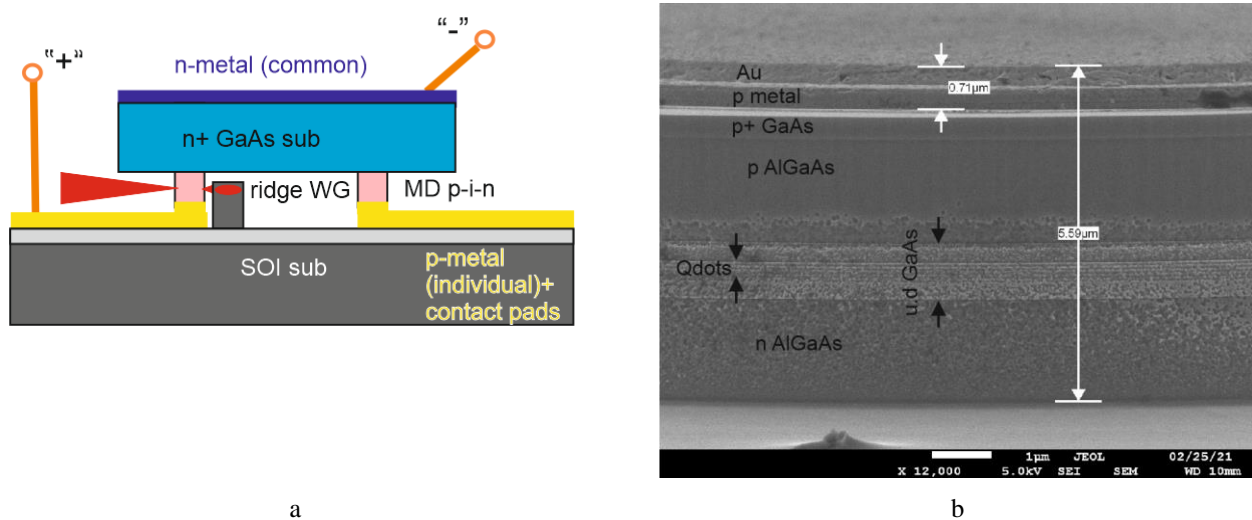 “+”
“-”
n-metal (common)
n+ GaAs sub
ridge WG
MD p-i-n
SOI sub
p-metal
(individual)+
contact pads
a
Au
0.71μm
p metal
p+ GaAs
p AlGaAs
5.59μm
Qdots
u.d GaAs
n AlGaAs
1μm JEOL 02/25/21
X 12,000 5.0kV SEI SEM WD 10mm
b